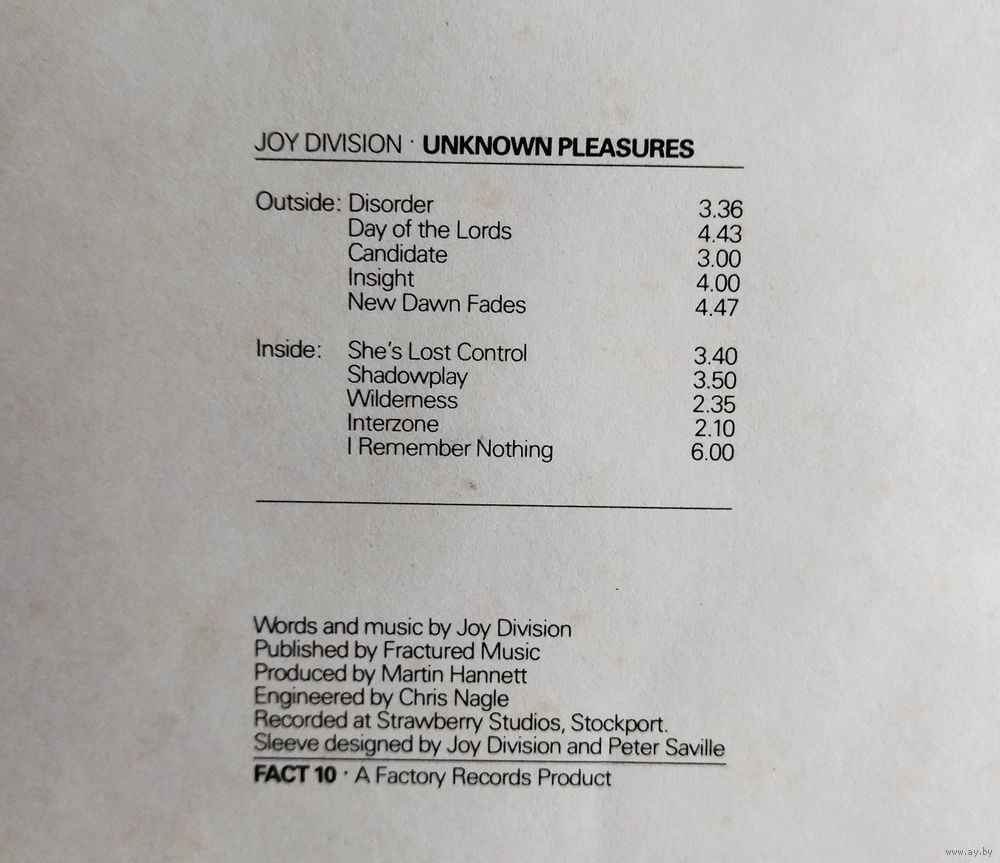 JOY DIVISION · UNKNOWN PLEASURES
Outside: Disorder 3.36
Day of the Lords 4.43
Candidate 3.00
Insight 4.00
New Dawn Fades 4.47
Inside: She's Lost Control 3.40
Shadowplay 3.50
Wilderness 2.35
Interzone 2.10
I Remember Nothing 6.00
Words and music by Joy Division
Published by Fractured Music
Produced by Martin Hannett
Engineered by Chris Nagle
Recorded at Strawberry Studios, Stockport.
Sleeve designed by Joy Division and Peter Saville
FACT 10 · A Factory Records Product
www.ay.by